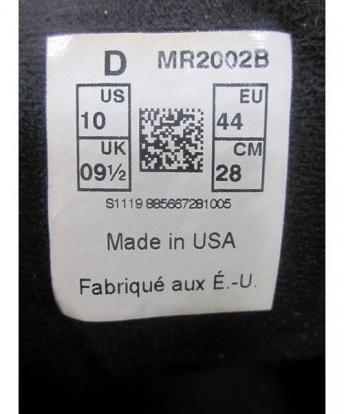 D MR2002B
US 10 EU 44
UK 09½ CM 28
S1119 885667281005
Made in USA
Fabriqué aux É.-U.